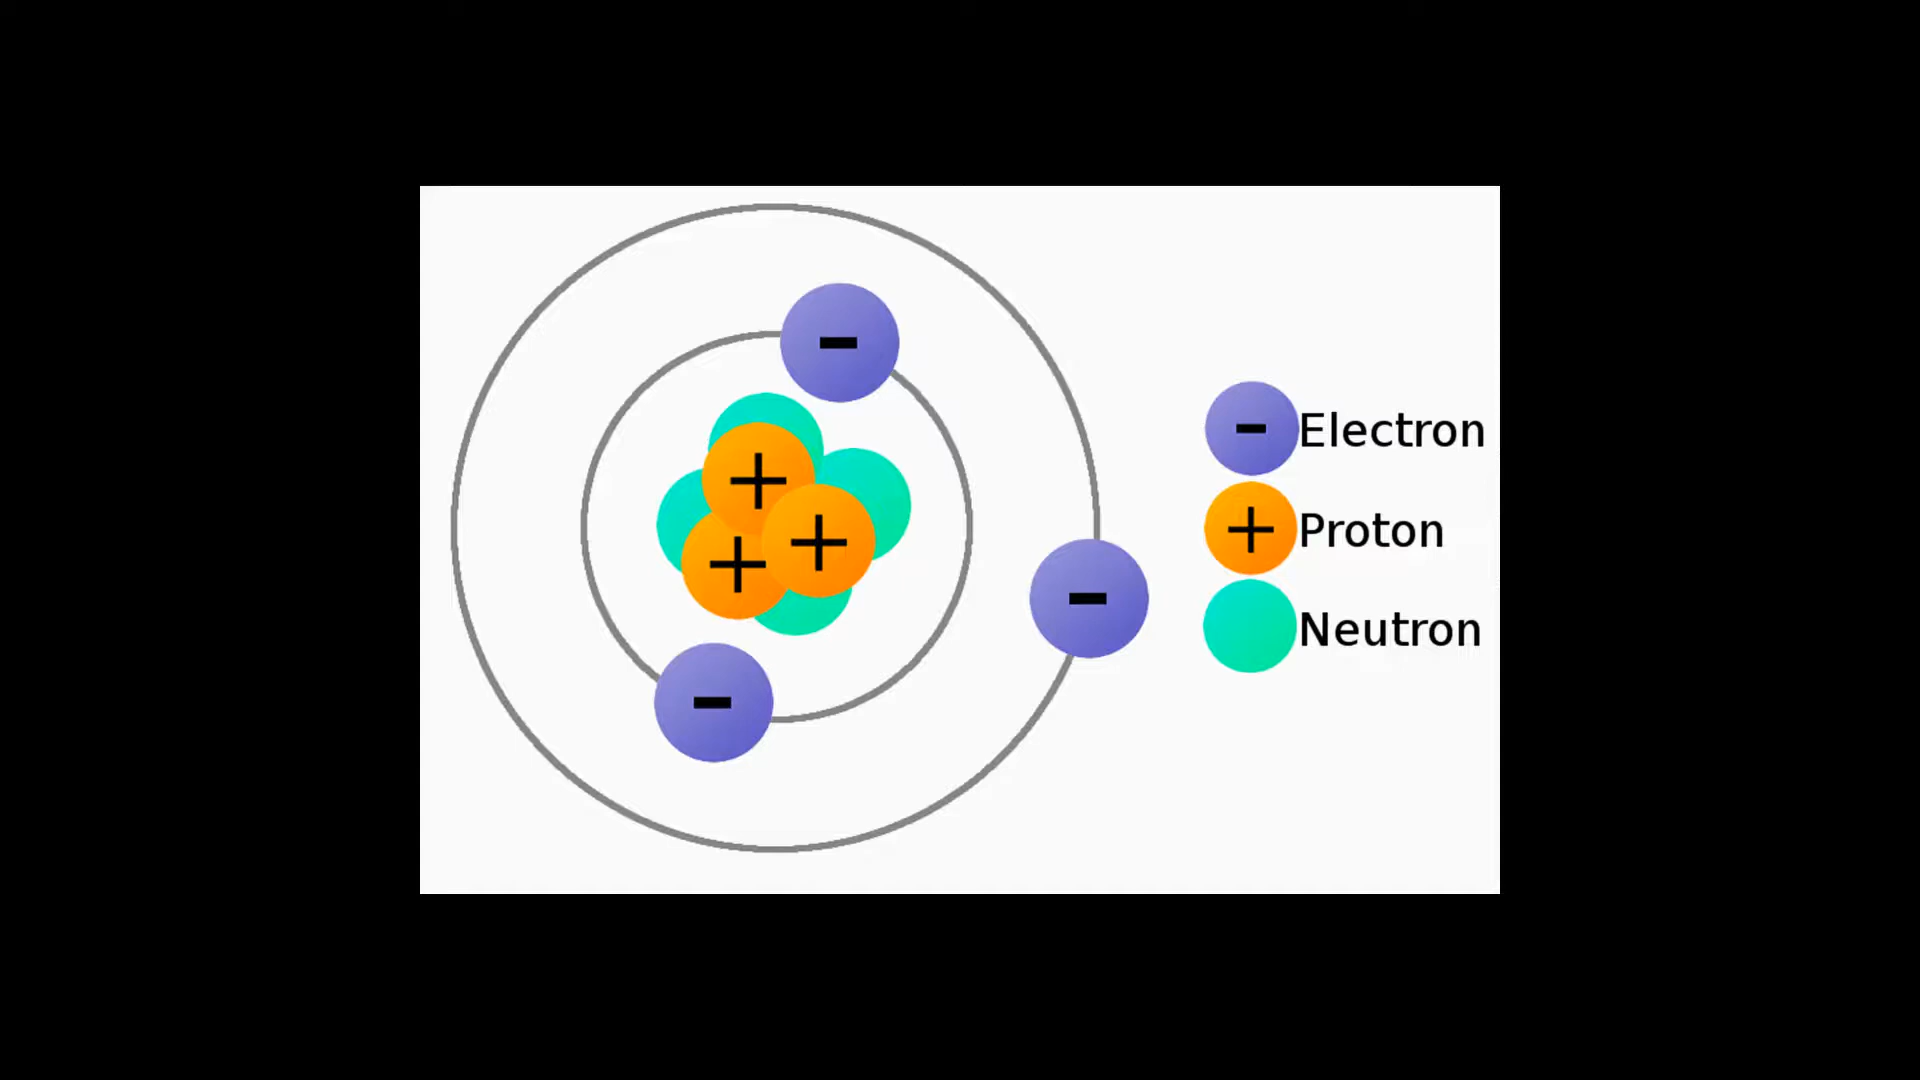 -
-
-
+
+
+
- Electron
+ Proton
Neutron